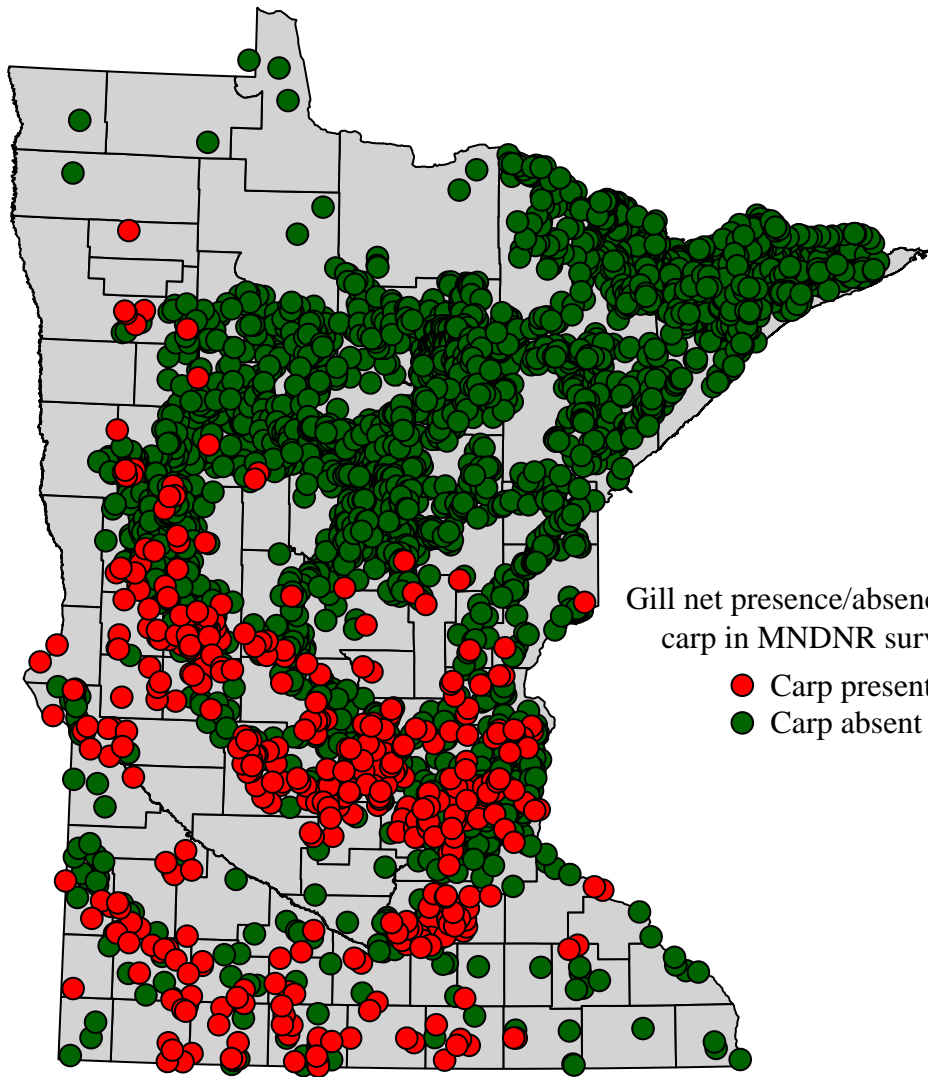 Gill net presence/absenc
carp in MNDNR surv
Carp present
Carp absent